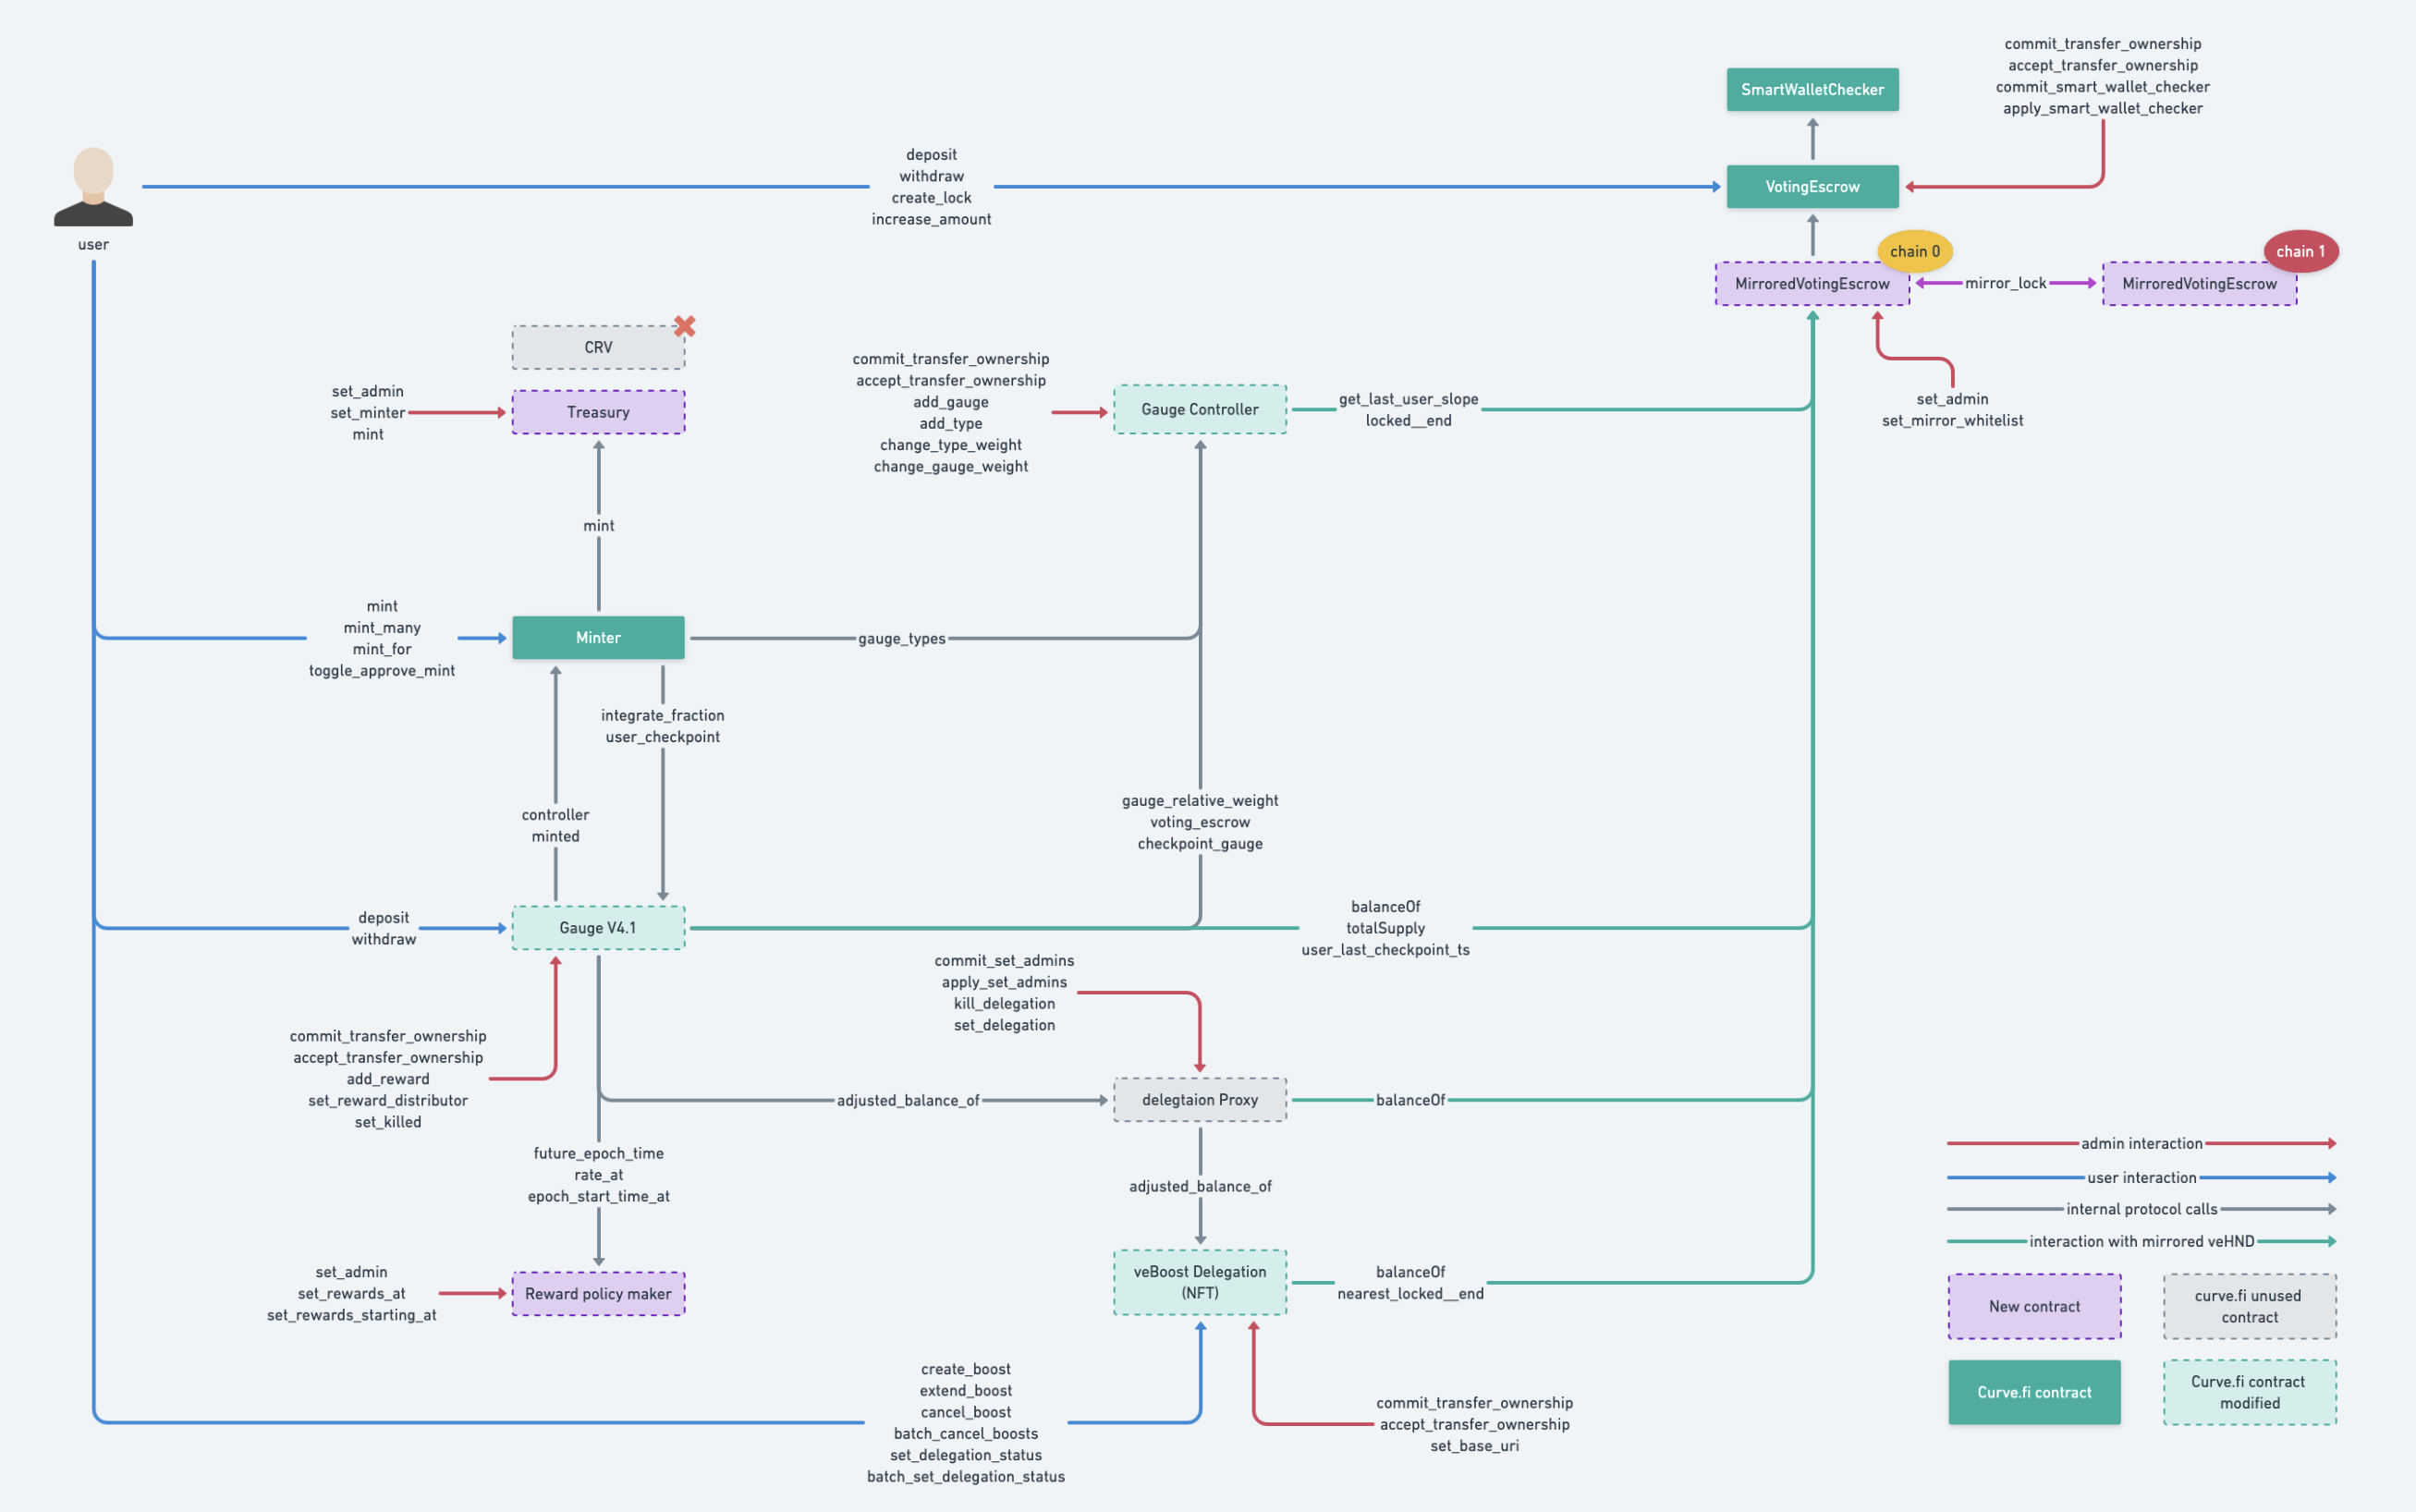 commit_transfer_ownership
accept_transfer_ownership
commit_smart_wallet_checker
apply_smart_wallet_checker
SmartWalletChecker
deposit
withdraw
create_lock
increase_amount
VotingEscrow
user
chain 0
chain 1
MirroredVotingEscrow
mirror_lock
MirroredVotingEscrow
CRV
set_admin
set_minter
mint
Treasury
commit_transfer_ownership
accept_transfer_ownership
add_gauge
add_type
change_type_weight
change_gauge_weight
Gauge Controller
get_last_user_slope
locked__end
set_admin
set_mirror_whitelist
mint
mint
mint_many
mint_for
toggle_approve_mint
Minter
gauge_types
integrate_fraction
user_checkpoint
controller
minted
gauge_relative_weight
voting_escrow
checkpoint_gauge
deposit
withdraw
Gauge V4.1
balanceOf
totalSupply
user_last_checkpoint_ts
commit_set_admins
apply_set_admins
kill_delegation
set_delegation
commit_transfer_ownership
accept_transfer_ownership
add_reward
set_reward_distributor
set_killed
adjusted_balance_of
delegtaion Proxy
balanceOf
future_epoch_time
rate_at
epoch_start_time_at
adjusted_balance_of
set_admin
set_rewards_at
set_rewards_starting_at
Reward policy maker
veBoost Delegation
(NFT)
balanceOf
nearest_locked__end
create_boost
extend_boost
cancel_boost
batch_cancel_boosts
set_delegation_status
batch_set_delegation_status
commit_transfer_ownership
accept_transfer_ownership
set_base_uri
admin interaction
user interaction
internal protocol calls
interaction with mirrored veHND
New contract
curve.fi unused
contract
Curve.fi contract
Curve.fi contract
modified